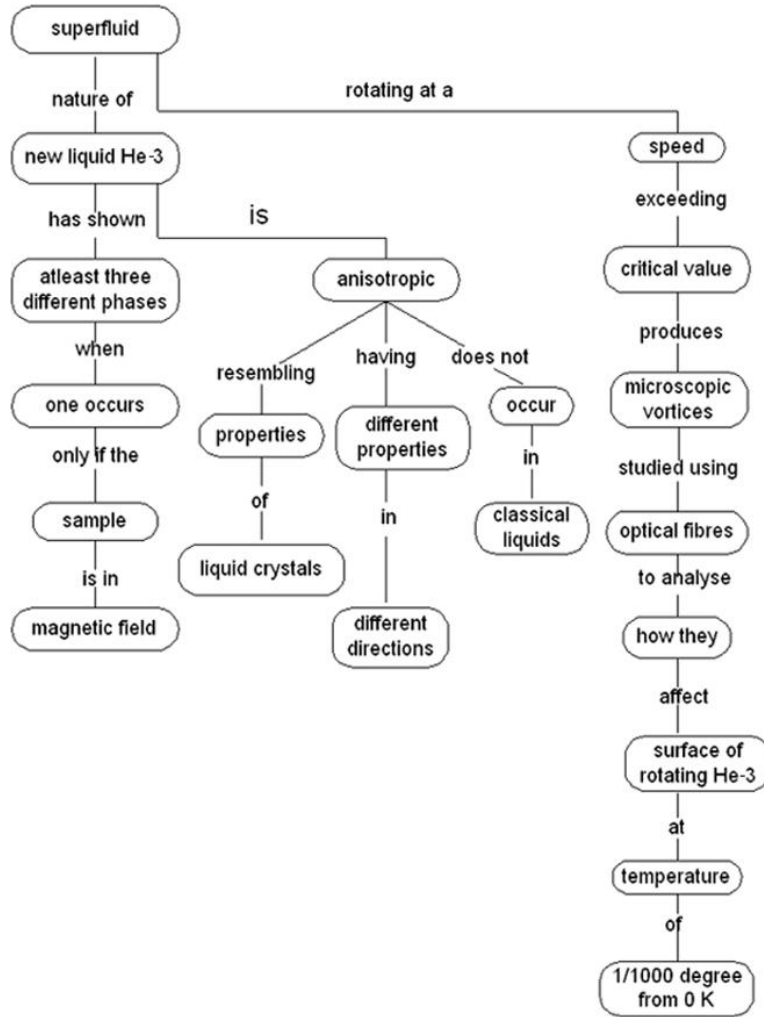 superfluid
nature of
rotating at a
new liquid He-3
speed
has shown
is
exceeding
atleast three
different phases
anisotropic
critical value
when
resembling
having
does not
produces
one occurs
properties
different
properties
occur
microscopic
vortices
only if the
of
in
in
studied using
sample
liquid crystals
classical
liquids
optical fibres
is in
to analyse
magnetic field
different
directions
how they
affect
surface of
rotating He-3
at
temperature
of
1/1000 degree
from 0 K